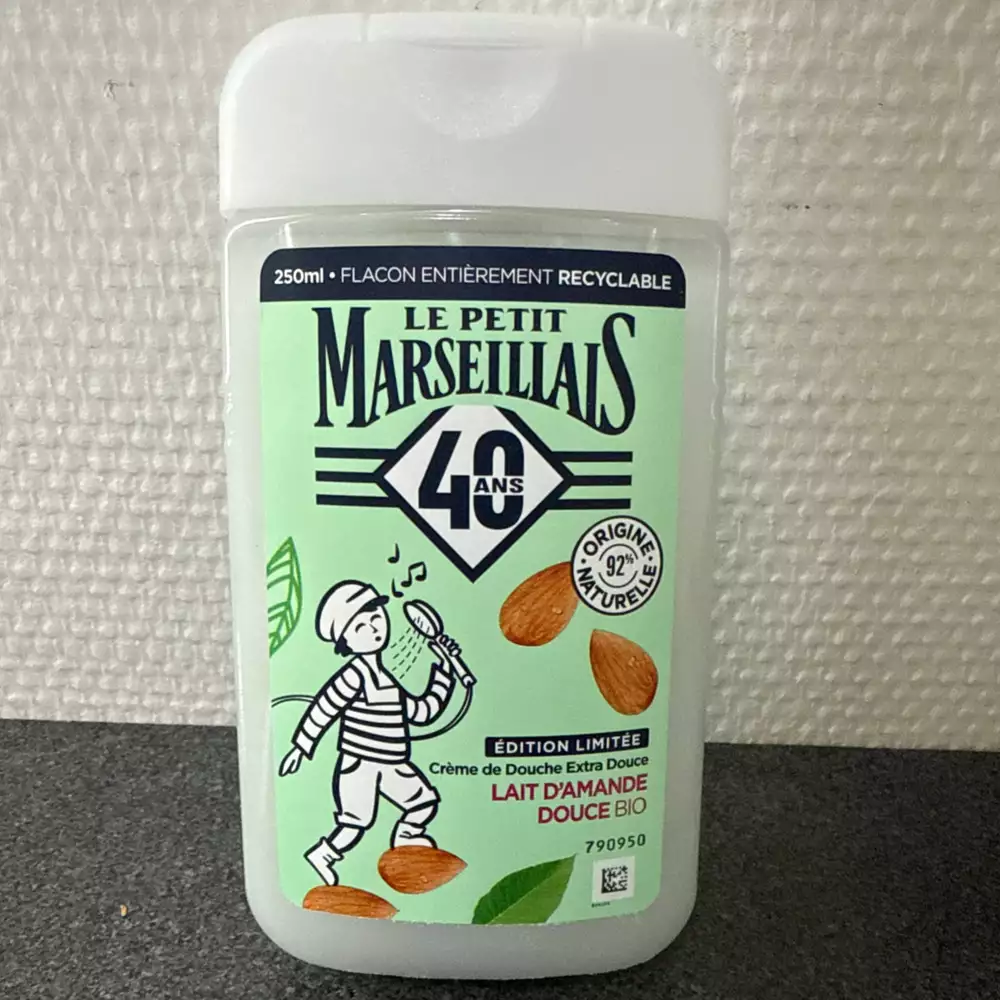 250ml • FLACON ENTIÈREMENT RECYCLABLE
LE PETIT
MARSEILLAIS
40
ANS
ORIGINE
92%
NATURELLE
ÉDITION LIMITÉE
Crème de Douche Extra Douce
LAIT D'AMANDE
DOUCE BIO
790950